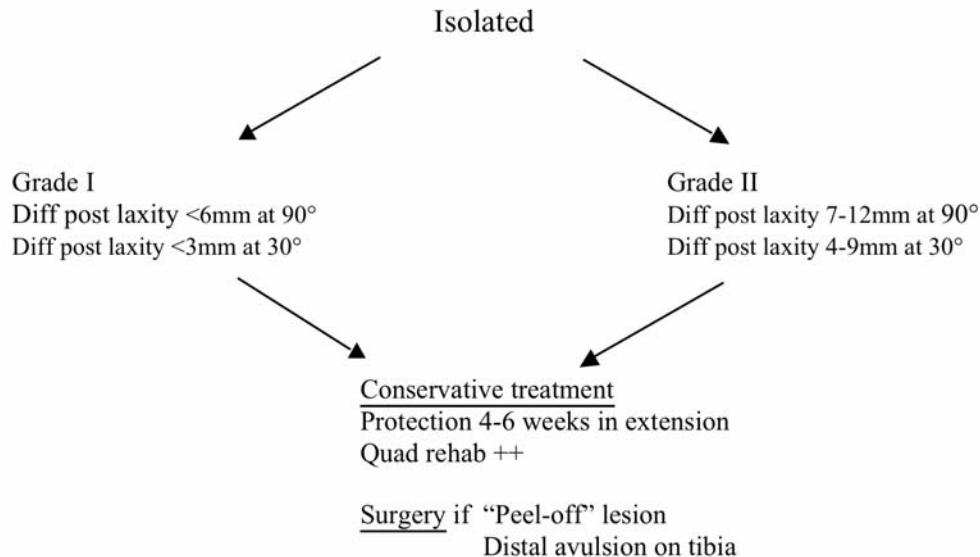 Isolated
Grade I
Diff post laxity <6mm at 90°
Diff post laxity <3mm at 30°
Grade II
Diff post laxity 7-12mm at 90°
Diff post laxity 4-9mm at 30°
Conservative treatment
Protection 4-6 weeks in extension
Quad rehab ++
Surgery if “Peel-off” lesion
Distal avulsion on tibia